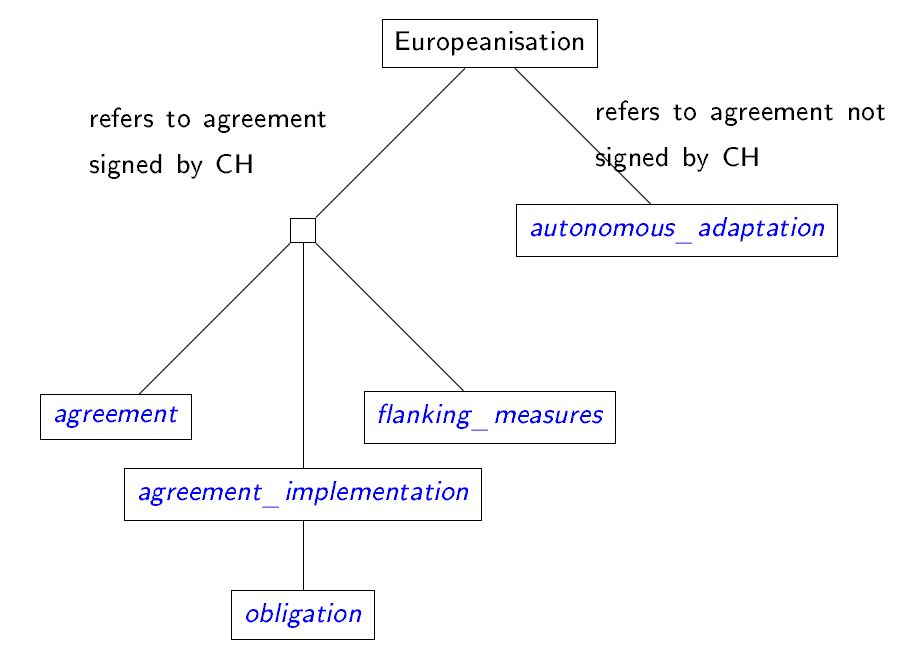 Europeanisation
refers to agreement
signed by CH
refers to agreement not
signed by CH
autonomous_adaptation
agreement
flanking_measures
agreement_implementation
obligation